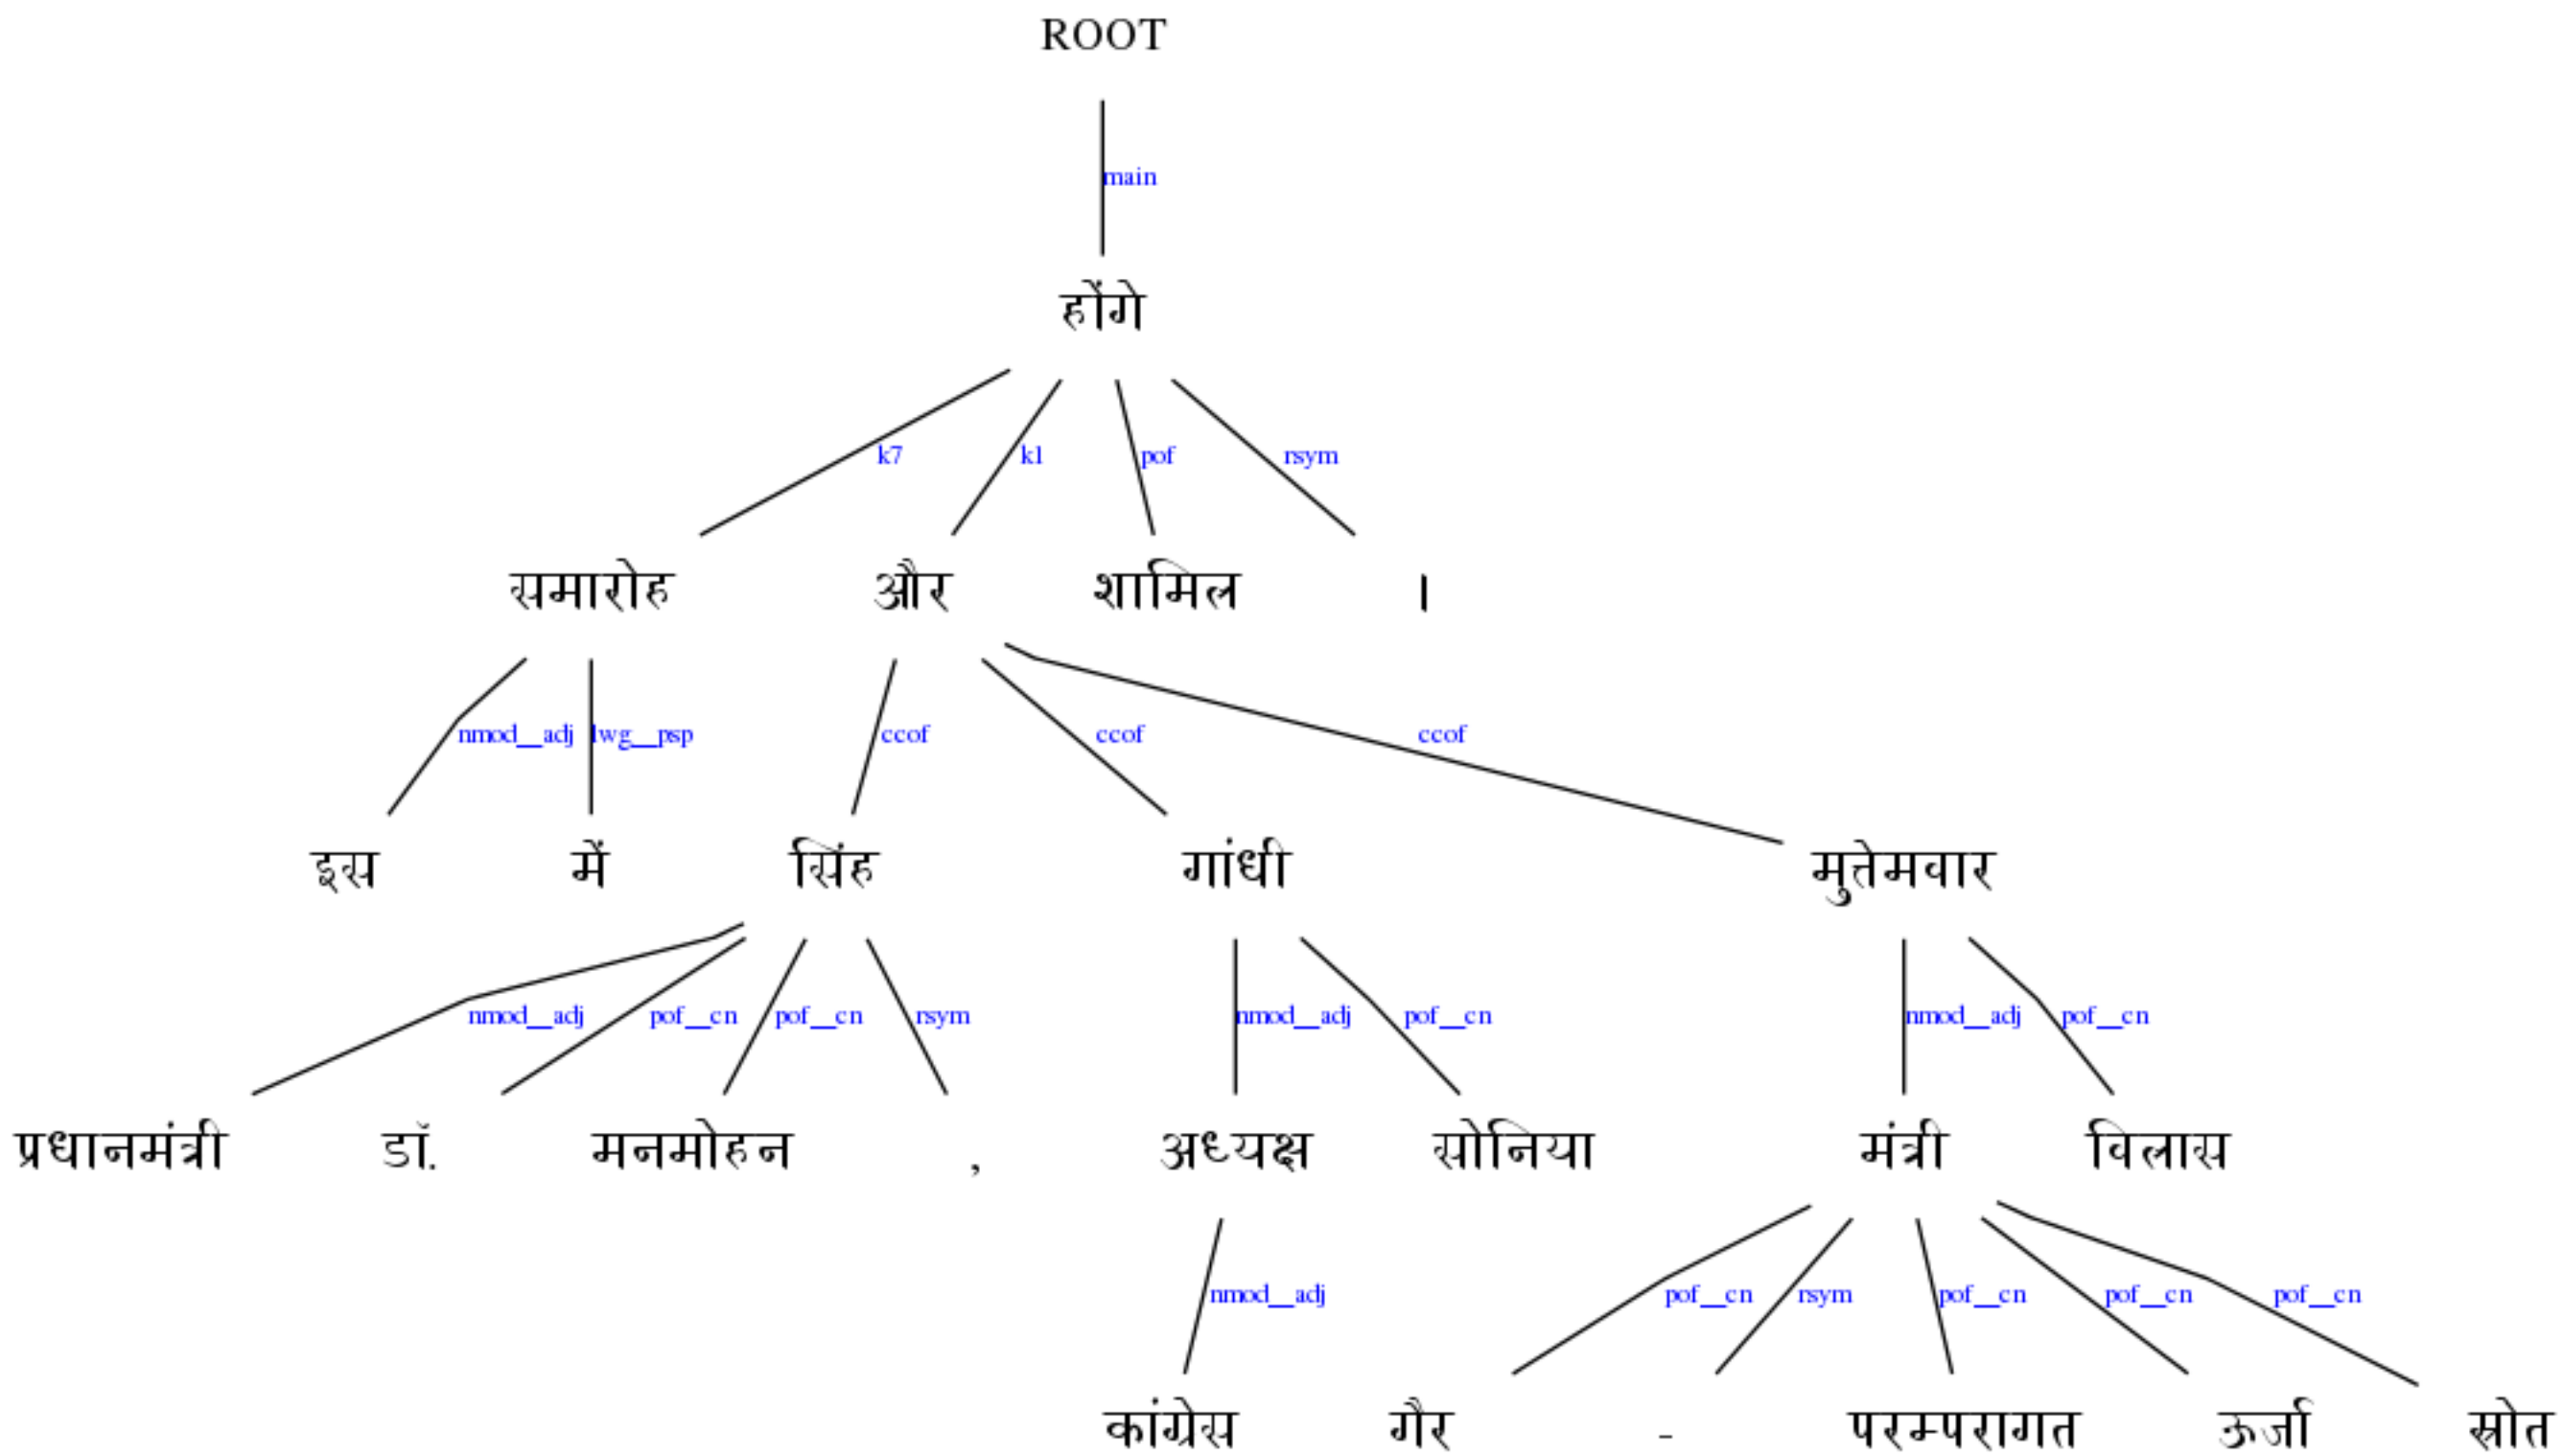 ROOT
main
होंगे
k7 k1 pof rsym
समारोह और शामिल ।
nmod__adj lwg__psp ccof ccof ccof
इस में सिंह गांधी मुत्तेमवार
nmod__adj pof__cn pof__cn rsym nmod__adj pof__cn nmod__adj pof__cn
प्रधानमंत्री डॉ. मनमोहन , अध्यक्ष सोनिया मंत्री विलास
nmod__adj pof__cn rsym pof__cn pof__cn pof__cn
कांग्रेस गैर - परम्परागत ऊर्जा स्रोत